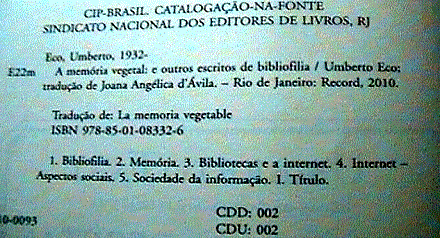 CIP-BRASIL. CATALOGAÇÃO-NA-FONTE
SINDICATO NACIONAL DOS EDITORES DE LIVROS, RJ
Eco, Umberto, 1932-
E22m A memória vegetal: e outros escritos de bibliofilia / Umberto Eco;
tradução de Joana Angélica d'Ávila. – Rio de Janeiro: Record, 2010.
Tradução de: La memoria vegetable
ISBN 978-85-01-08332-6
1. Bibliofilia. 2. Memória. 3. Bibliotecas e a internet. 4. Internet –
Aspectos sociais. 5. Sociedade da informação. I. Título.
CDD: 002
10-0093 CDU: 002